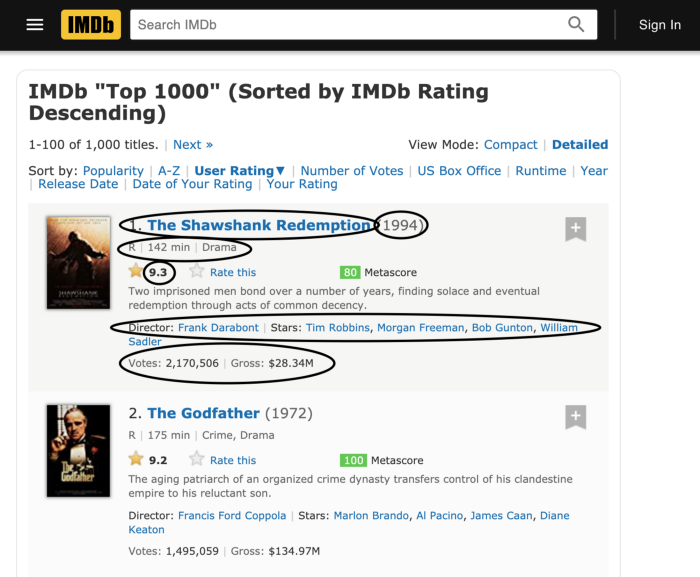 IMDb
Search IMDb
Sign In
IMDb "Top 1000" (Sorted by IMDb Rating
Descending)
1-100 of 1,000 titles. | Next »
View Mode: Compact | Detailed
Sort by: Popularity | A-Z | User Rating▼ | Number of Votes | US Box Office | Runtime | Year
| Release Date | Date of Your Rating | Your Rating
1. The Shawshank Redemption (1994)
R | 142 min | Drama
9.3 Rate this 80 Metascore
Two imprisoned men bond over a number of years, finding solace and eventual
redemption through acts of common decency.
Director: Frank Darabont | Stars: Tim Robbins, Morgan Freeman, Bob Gunton, William
Sadler
Votes: 2,170,506 | Gross: $28.34M
SHAWSHANK
2. The Godfather (1972)
R | 175 min | Crime, Drama
9.2 Rate this 100 Metascore
The aging patriarch of an organized crime dynasty transfers control of his clandestine
empire to his reluctant son.
Director: Francis Ford Coppola | Stars: Marlon Brando, Al Pacino, James Caan, Diane
Keaton
Votes: 1,495,059 | Gross: $134.97M
The
Godfather